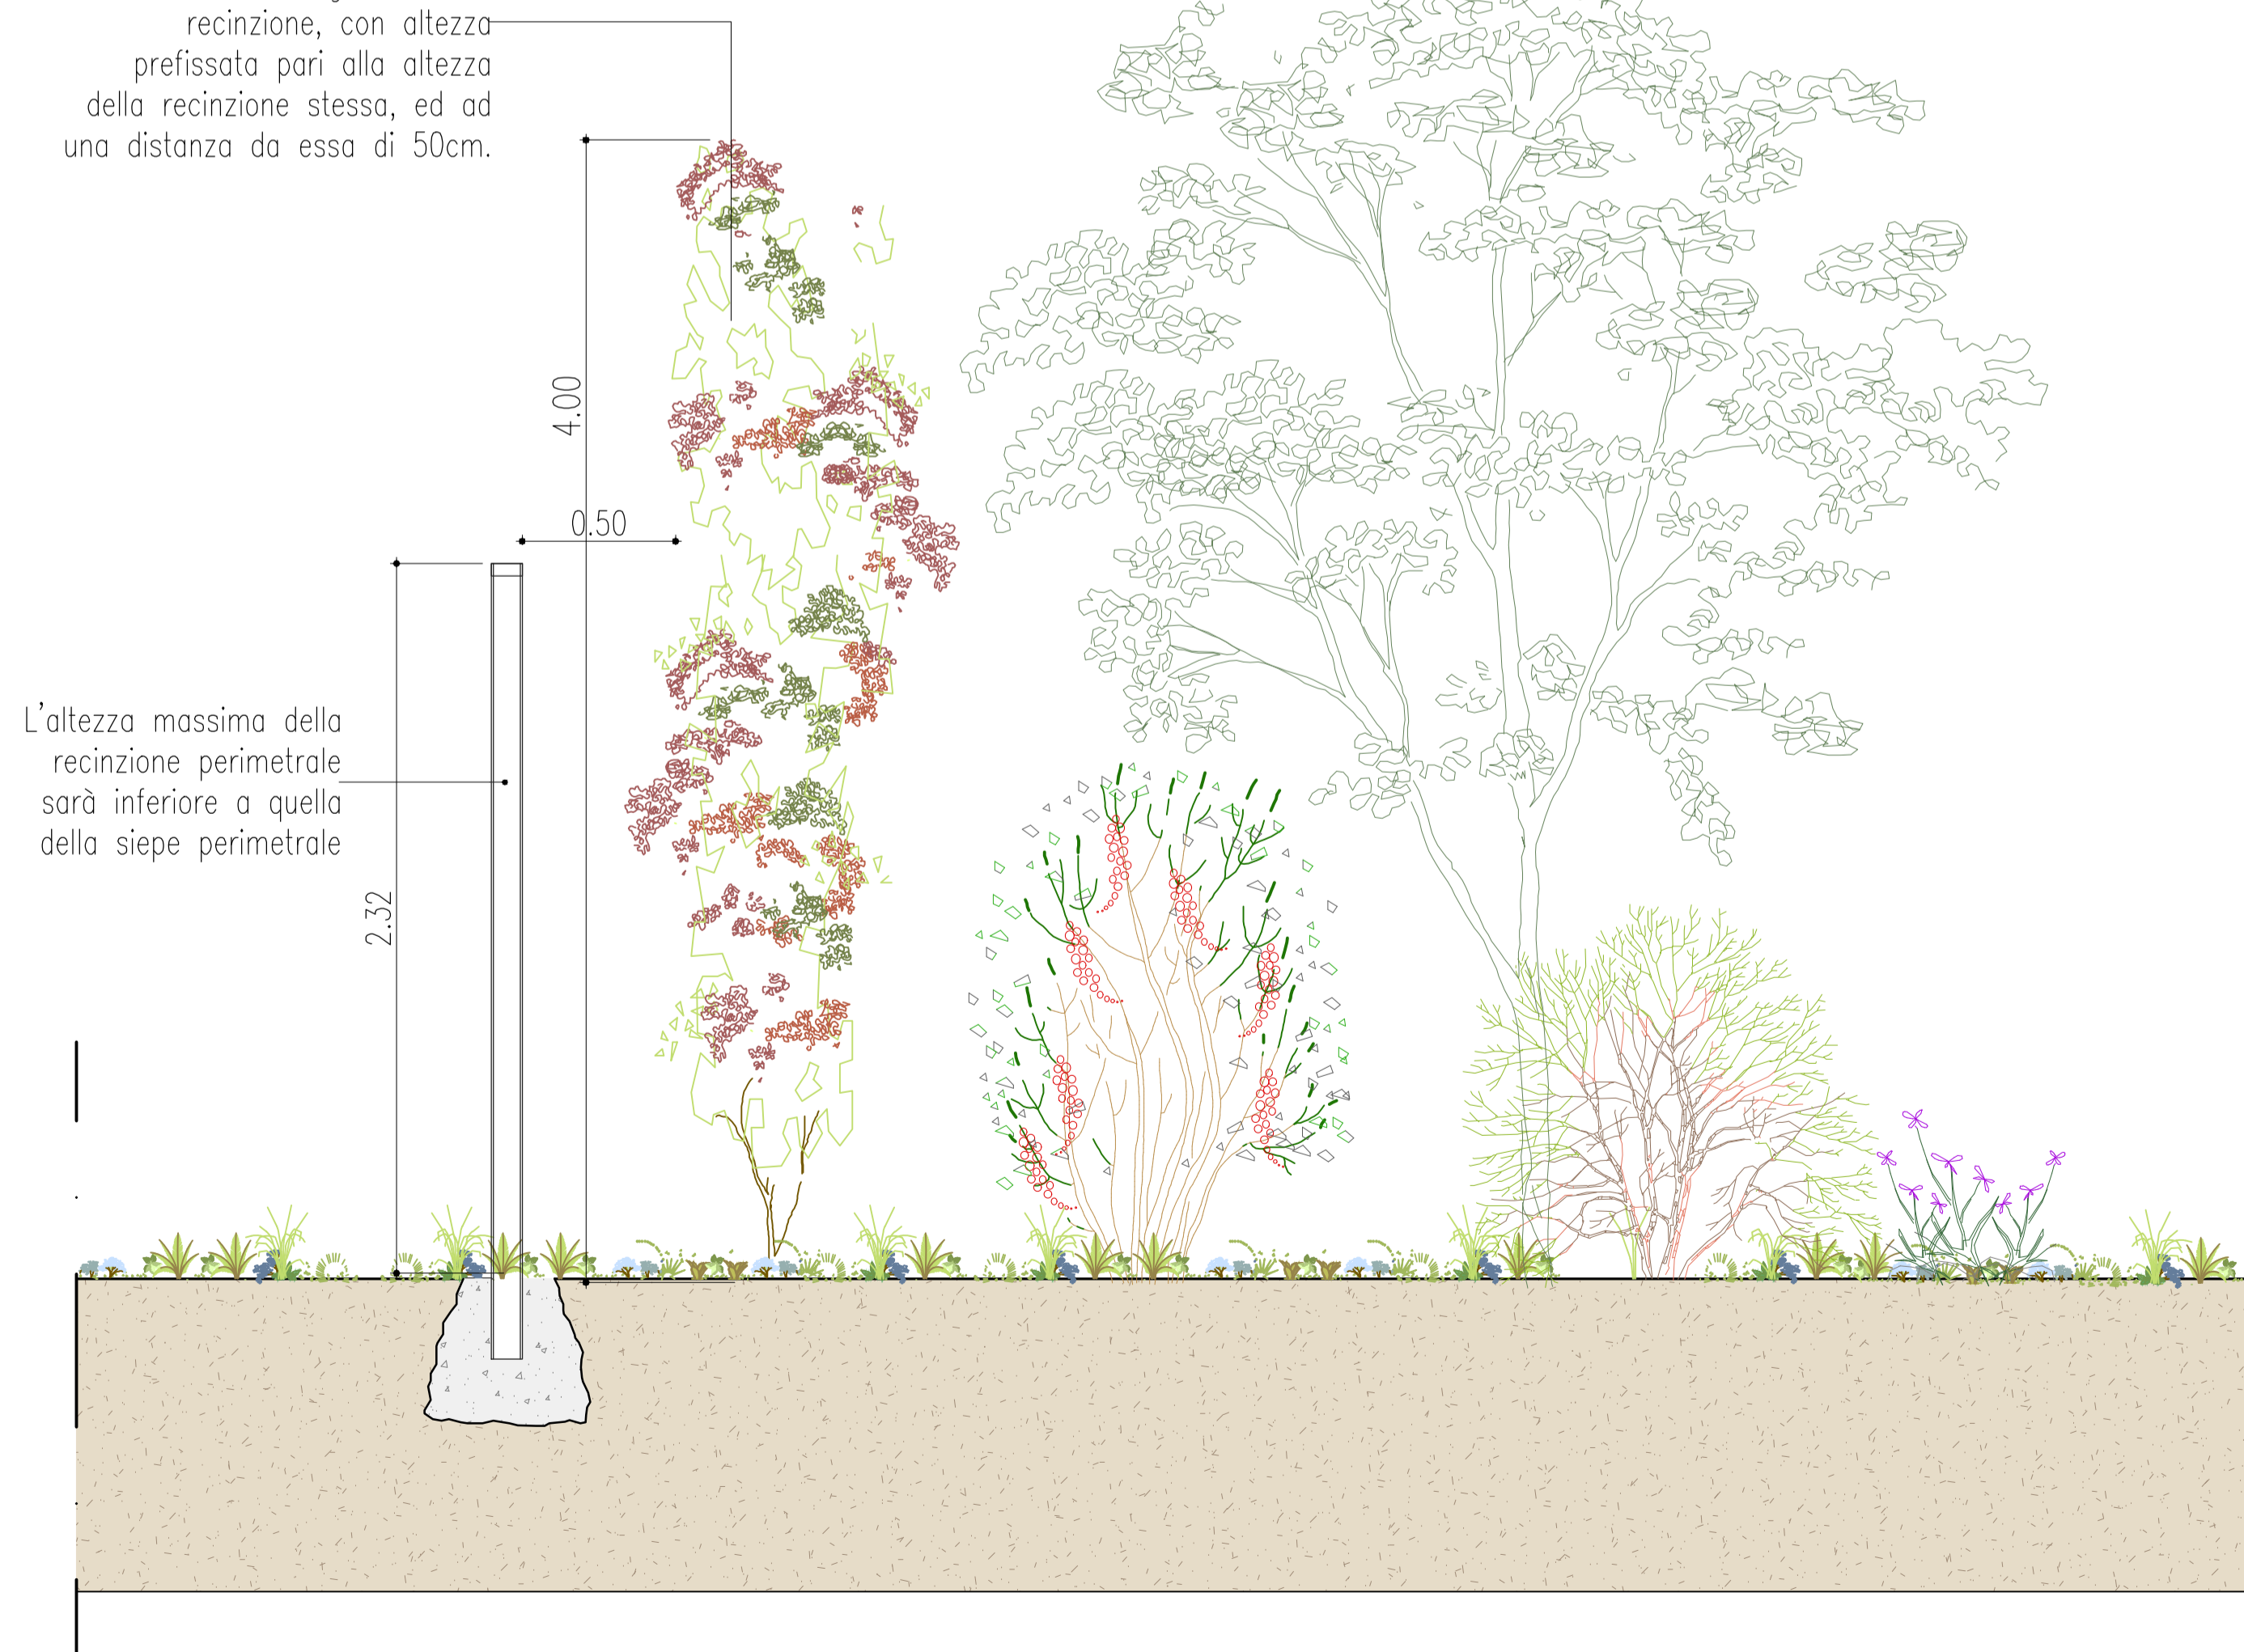 recinzione, con altezza
prefissata pari alla altezza
della recinzione stessa, ed ad
una distanza da essa di 50cm.
4.00
0.50
L'altezza massima della
recinzione perimetrale
sarà inferiore a quella
della siepe perimetrale
2.32